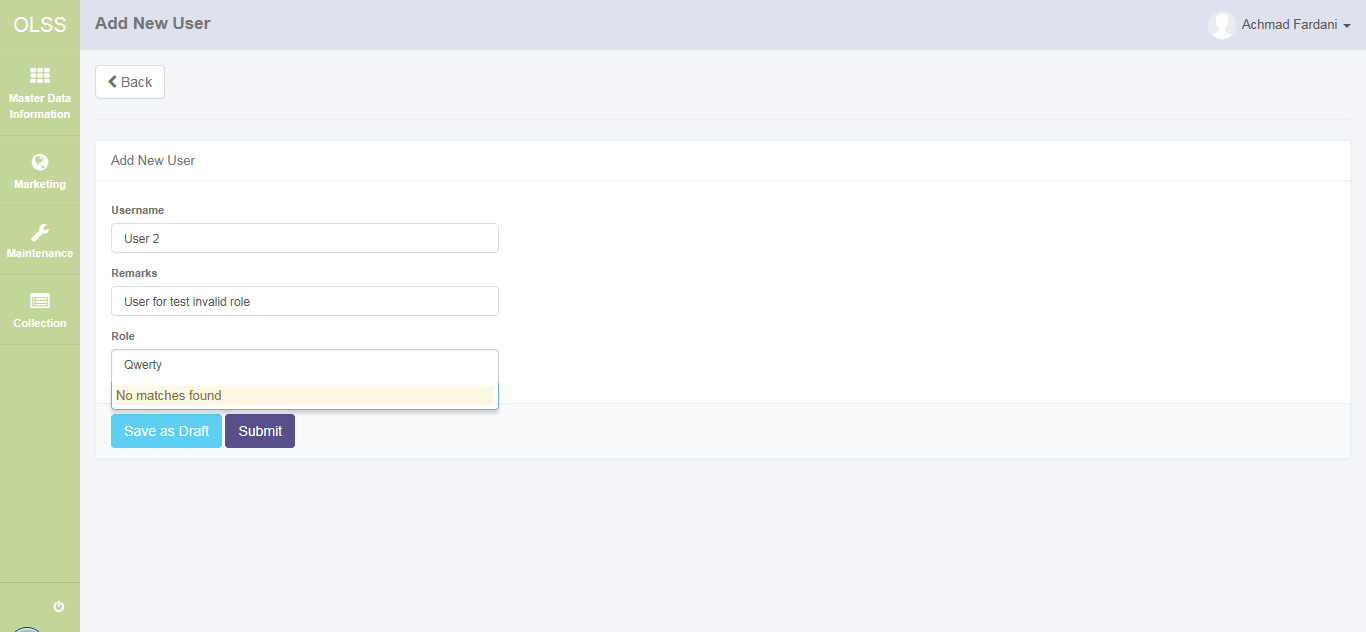 OLSS
Add New User
Achmad Fardani
Master Data
Information
Marketing
Maintenance
Collection
Back
Add New User
Username
User 2
Remarks
User for test invalid role
Role
Qwerty
No matches found
Save as Draft
Submit